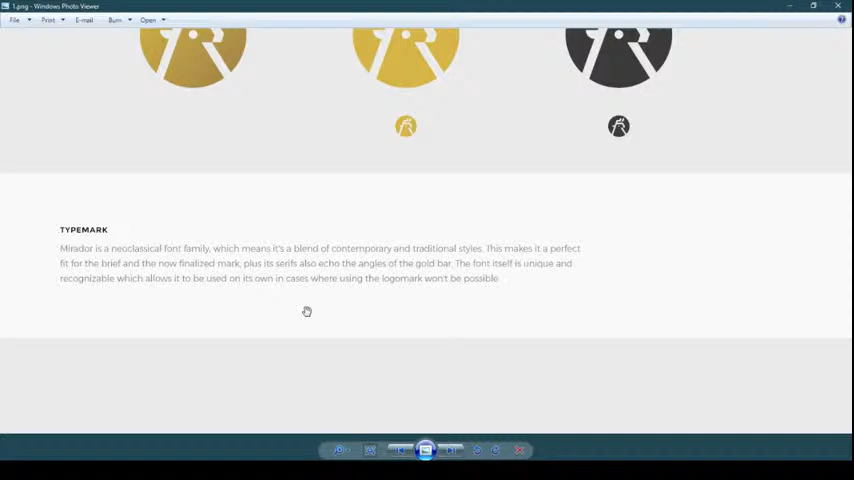 1.png - Windows Photo Viewer
File Print E-mail Burn Open
TYPEMARK
Mirador is a neoclassical font family, which means it's a blend of contemporary and traditional styles. This makes it a perfect
fit for the brief and the now finalized mark, plus its serifs also echo the angles of the gold bar. The font itself is unique and
recognizable which allows it to be used on its own in cases where using the logomark won't be possible